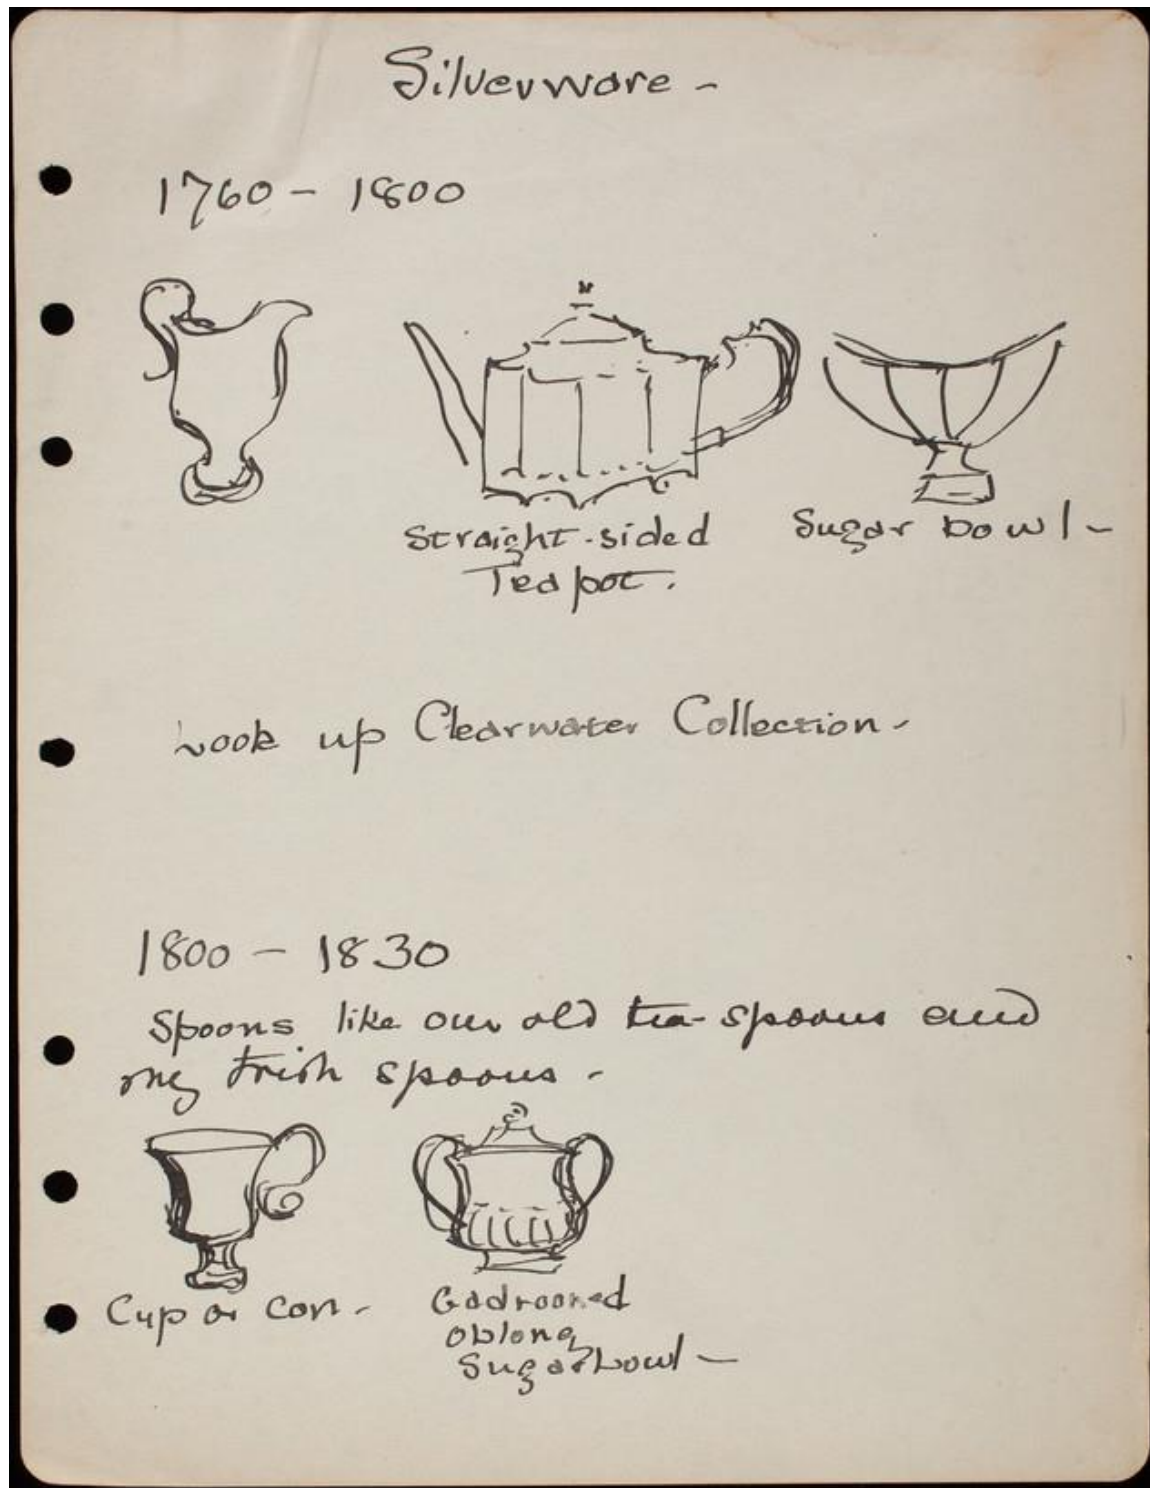 Silverware -
1760 - 1800
Straight-sided
Teapot.
Sugar bowl -
Look up Clearwater Collection -
1800 - 1830
Spoons like our old tea-spoons and
my Irish spoons -
Cup or can -
Gadrooned
oblong
Sugar bowl -